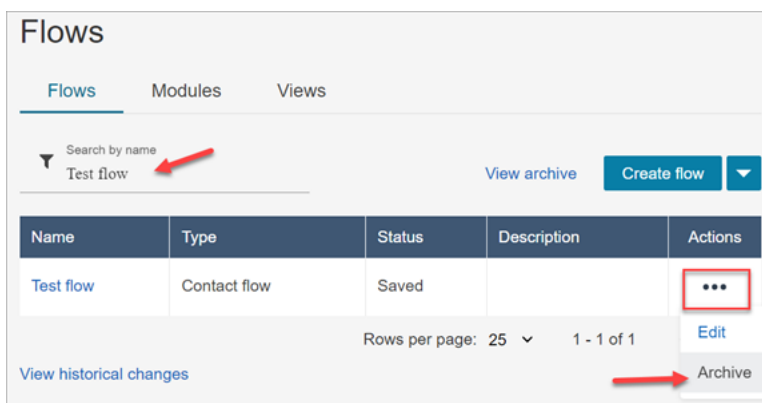 Flows
Flows Modules Views
Search by name
Test flow
View archive Create flow
Name Type Status Description Actions
Test flow Contact flow Saved •••
Rows per page: 25 1 - 1 of 1
Edit
View historical changes
Archive